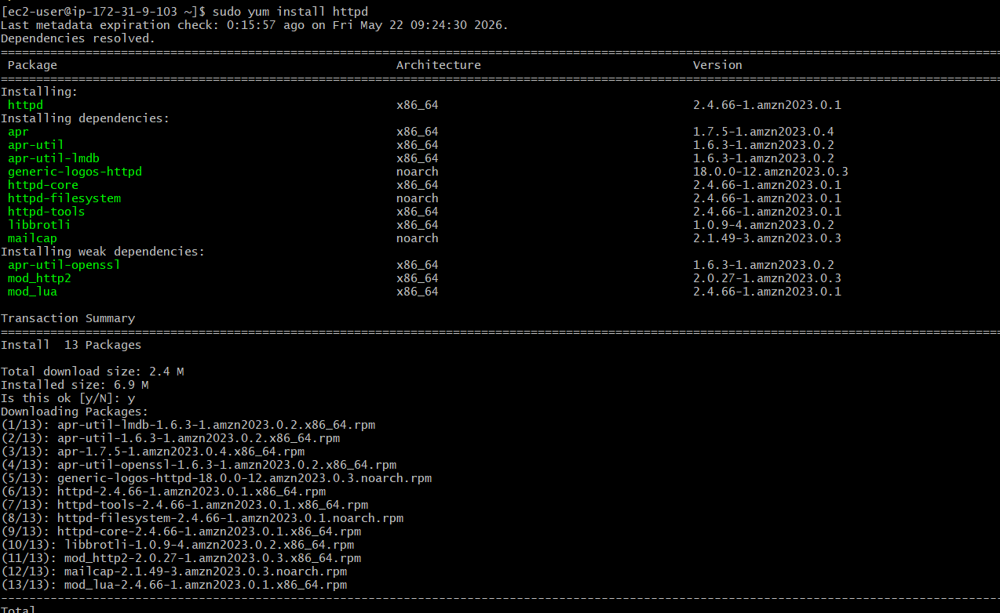 [ec2-user@ip-172-31-9-103 ~]$ sudo yum install httpd
Last metadata expiration check: 0:15:57 ago on Fri May 22 09:24:30 2026.
Dependencies resolved.
Package Architecture Version
Installing:
httpd x86_64 2.4.66-1.amzn2023.0.1
Installing dependencies:
apr x86_64 1.7.5-1.amzn2023.0.4
apr-util x86_64 1.6.3-1.amzn2023.0.2
apr-util-lmdb x86_64 1.6.3-1.amzn2023.0.2
generic-logos-httpd noarch 18.0.0-12.amzn2023.0.3
httpd-core x86_64 2.4.66-1.amzn2023.0.1
httpd-filesystem noarch 2.4.66-1.amzn2023.0.1
httpd-tools x86_64 2.4.66-1.amzn2023.0.1
libbrotli x86_64 1.0.9-4.amzn2023.0.2
mailcap noarch 2.1.49-3.amzn2023.0.3
Installing weak dependencies:
apr-util-openssl x86_64 1.6.3-1.amzn2023.0.2
mod_http2 x86_64 2.0.27-1.amzn2023.0.3
mod_lua x86_64 2.4.66-1.amzn2023.0.1
Transaction Summary
Install 13 Packages
Total download size: 2.4 M
Installed size: 6.9 M
Is this ok [y/N]: y
Downloading Packages:
(1/13): apr-util-lmdb-1.6.3-1.amzn2023.0.2.x86_64.rpm
(2/13): apr-util-1.6.3-1.amzn2023.0.2.x86_64.rpm
(3/13): apr-1.7.5-1.amzn2023.0.4.x86_64.rpm
(4/13): apr-util-openssl-1.6.3-1.amzn2023.0.2.x86_64.rpm
(5/13): generic-logos-httpd-18.0.0-12.amzn2023.0.3.noarch.rpm
(6/13): httpd-2.4.66-1.amzn2023.0.1.x86_64.rpm
(7/13): httpd-tools-2.4.66-1.amzn2023.0.1.x86_64.rpm
(8/13): httpd-filesystem-2.4.66-1.amzn2023.0.1.noarch.rpm
(9/13): httpd-core-2.4.66-1.amzn2023.0.1.x86_64.rpm
(10/13): libbrotli-1.0.9-4.amzn2023.0.2.x86_64.rpm
(11/13): mod_http2-2.0.27-1.amzn2023.0.3.x86_64.rpm
(12/13): mailcap-2.1.49-3.amzn2023.0.3.noarch.rpm
(13/13): mod_lua-2.4.66-1.amzn2023.0.1.x86_64.rpm
Total